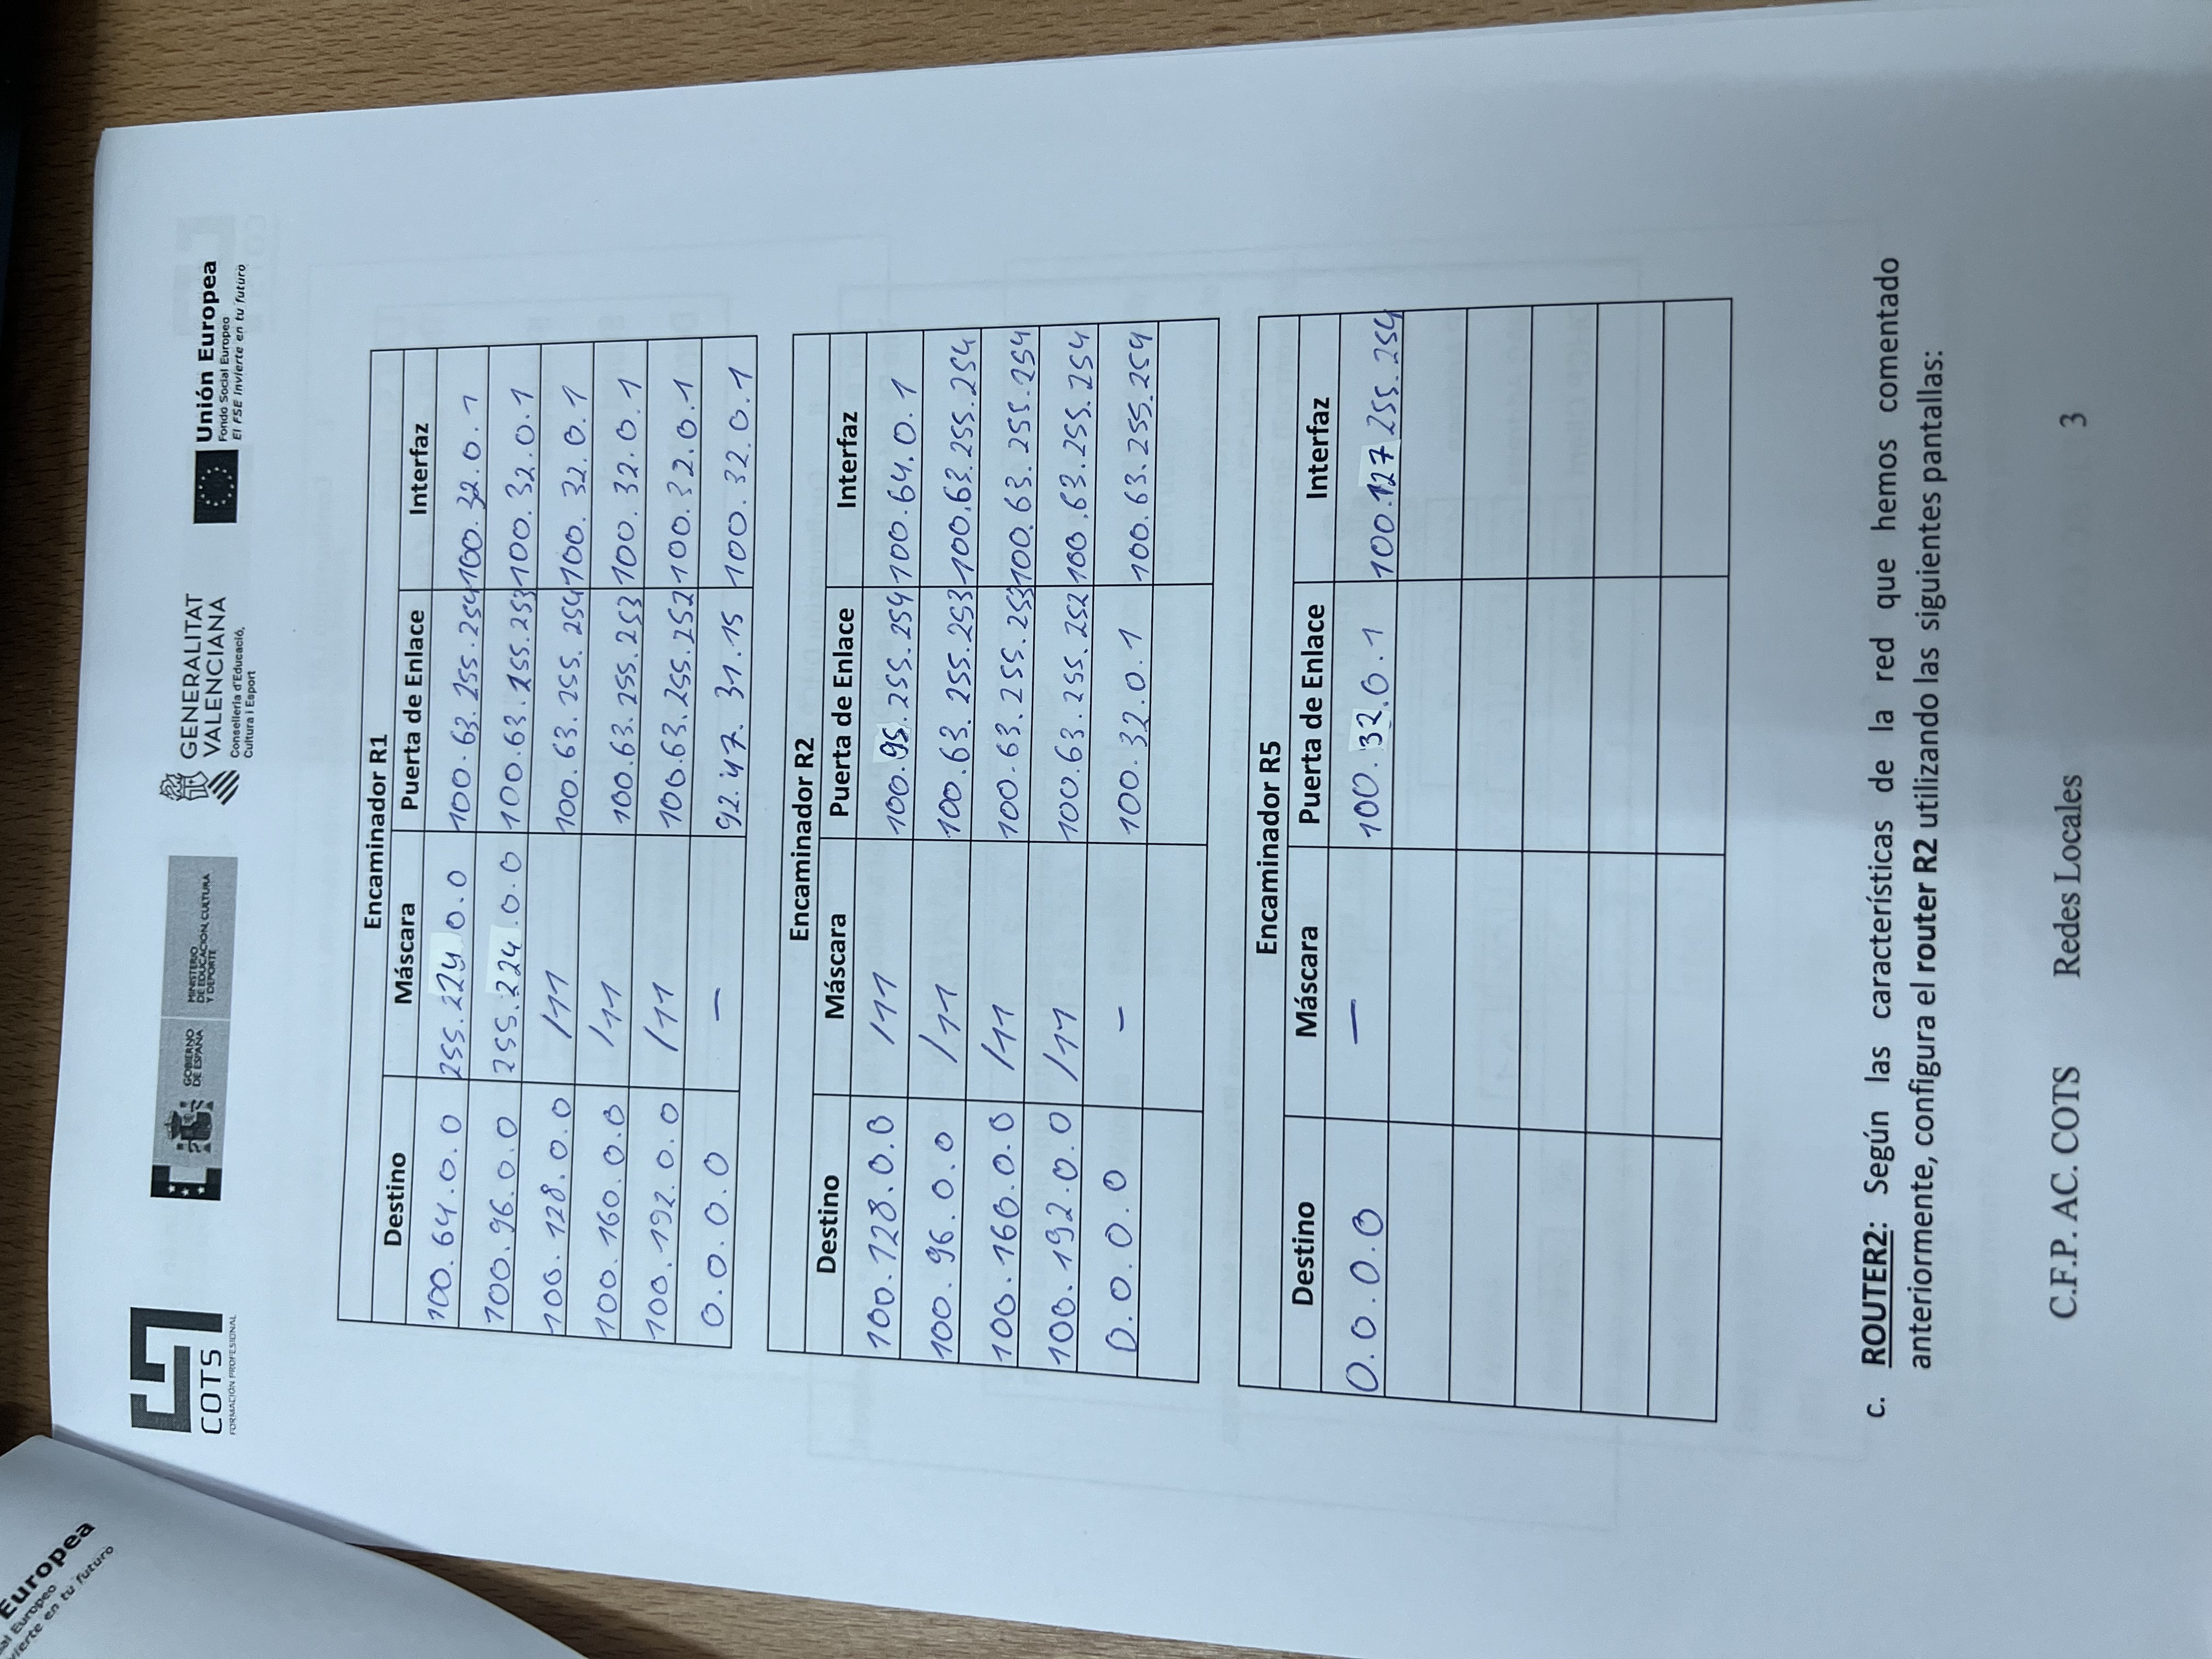 Europea
ial Europeo
vierte en tu futuro
COTS
FORMACIÓN PROFESIONAL
GOBIERNO
DE ESPAÑA
MINISTERIO
DE EDUCACIÓN, CULTURA
Y DEPORTE
GENERALITAT
VALENCIANA
Conselleria d'Educació,
Cultura i Esport
Unión Europea
Fondo Social Europeo
El FSE invierte en tu futuro
Encaminador R1
Destino Máscara Puerta de Enlace Interfaz
100.64.0.0 255.224.0.0 100.63.255.254 100.32.0.1
100.96.0.0 255.224.0.0 100.63.255.253 100.32.0.1
100.128.0.0 /11 100.63.255.254 100.32.0.1
100.160.0.0 /11 100.63.255.253 100.32.0.1
100.192.0.0 /11 100.63.255.252 100.32.0.1
0.0.0.0 — 92.47.31.15 100.32.0.1
Encaminador R2
Destino Máscara Puerta de Enlace Interfaz
100.128.0.0 /11 100.95.255.254 100.64.0.1
100.96.0.0 /11 100.63.255.253 100.63.255.254
100.160.0.0 /11 100.63.255.253 100.63.255.254
100.192.0.0 /11 100.63.255.252 100.63.255.254
0.0.0.0 — 100.32.0.1 100.63.255.254
Encaminador R5
Destino Máscara Puerta de Enlace Interfaz
0.0.0.0 — 100.32.0.1 100.127 255.254
c. ROUTER2: Según las características de la red que hemos comentado
anteriormente, configura el router R2 utilizando las siguientes pantallas:
C.F.P. AC. COTS Redes Locales 3